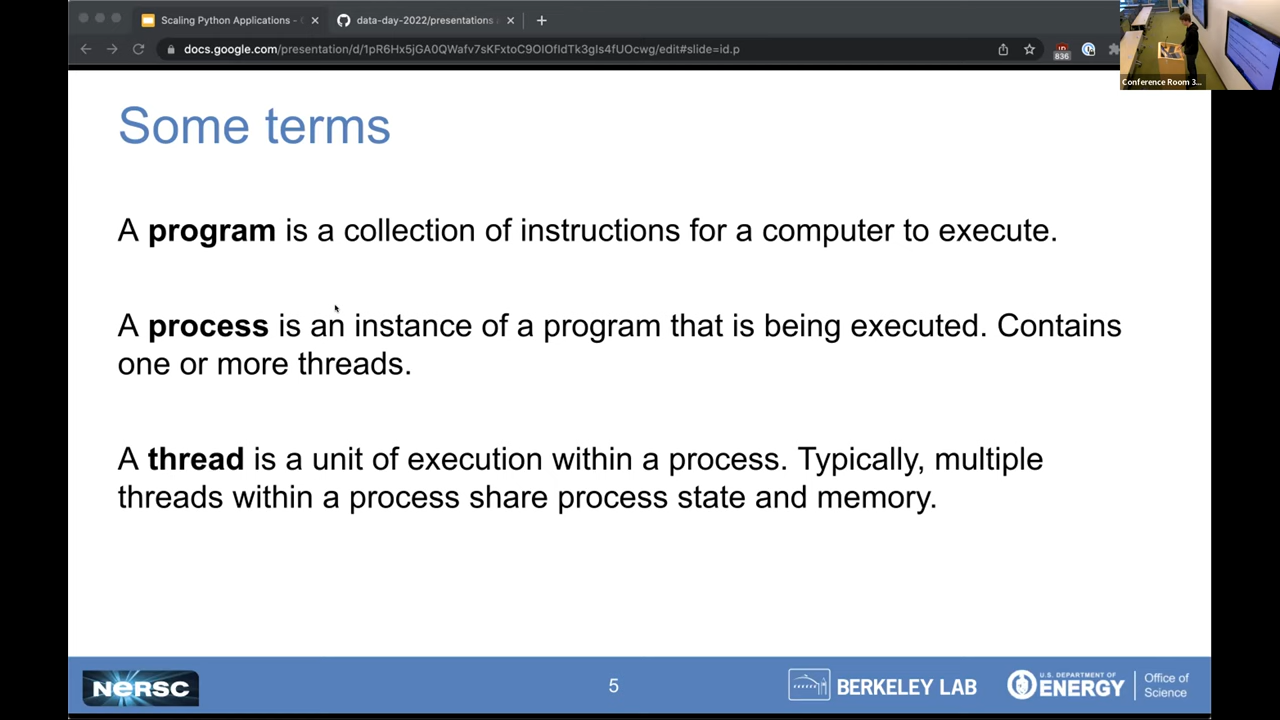 Scaling Python Applications -
data-day-2022/presentations
docs.google.com/presentation/d/1pR6Hx5jGA0QWafv7sKFxtoC9OIOfIdTk3gIs4fUOcwg/edit#slide=id.p
836
Conference Room 3...
Some terms
A program is a collection of instructions for a computer to execute.
A process is an instance of a program that is being executed. Contains
one or more threads.
A thread is a unit of execution within a process. Typically, multiple
threads within a process share process state and memory.
NERSC
5
BERKELEY LAB
U.S. DEPARTMENT OF
ENERGY
Office of
Science